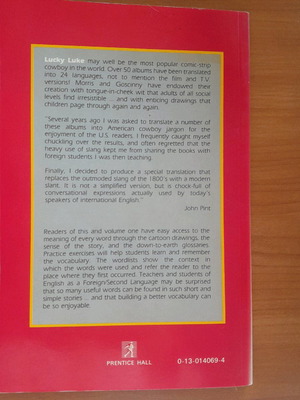 Lucky Luke may well be the most popular comic-strip
cowboy in the world. Over 50 albums have been translated
into 24 languages, not to mention the film and T.V.
versions! Morris and Goscinny have endowed their
creation with tongue-in-cheek wit that adults of all social
levels find irresistible ... and with enticing drawings that
children page through again and again.
"Several years ago I was asked to translate a number of
these albums into American cowboy jargon for the
enjoyment of the U.S. readers. I frequently caught myself
chuckling over the results, and often regretted that the
heavy use of slang kept me from sharing the books with
foreign students I was then teaching.
Finally, I decided to produce a special translation that
replaces the outmoded slang of the 1800's with a modern
slant. It is not a simplified version, but is chock-full of
conversational expressions actually used by today's
speakers of international English."
John Pint
Readers of this and volume one have easy access to the
meaning of every word through the cartoon drawings, the
sense of the story, and the down-to-earth glossaries.
Practice exercises will help students learn and remember
the vocabulary. The wordlists show the context in
which the words were used and refer the reader to the
place where they first occurred. Teachers and students of
English as a Foreign/Second Language may be surprised
that so many useful words can be found in such short and
simple stories ... and that building a better vocabulary can
be so enjoyable.
PRENTICE HALL
0-13-014069-4